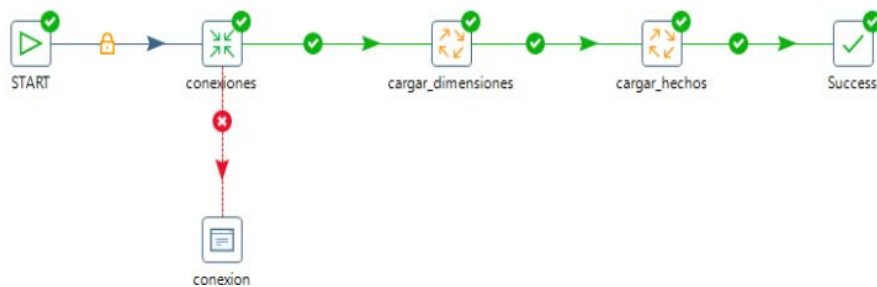 START
conexiones
cargar_dimensiones
cargar_hechos
Success
conexion